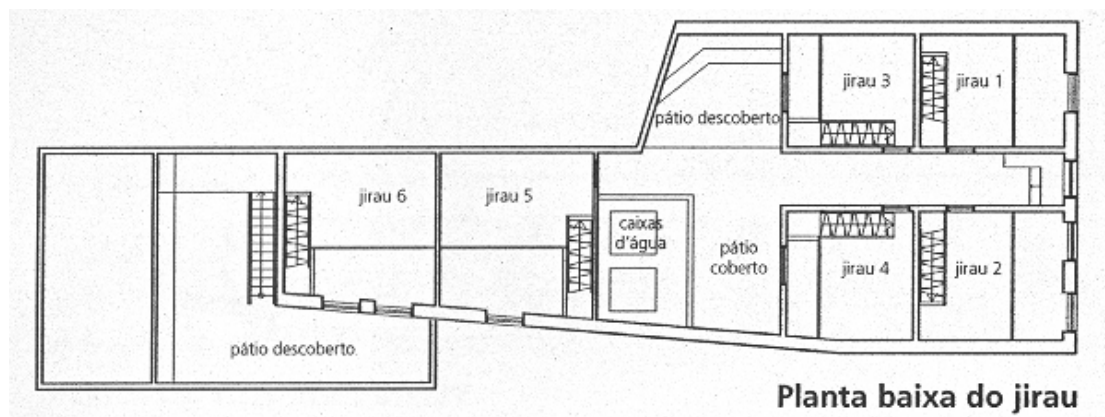 jirau 3
jirau 1
pátio descoberto
jirau 6
jirau 5
caixas
d'água
pátio
coberto
jirau 4
jirau 2
pátio descoberto.
Planta baixa do jirau